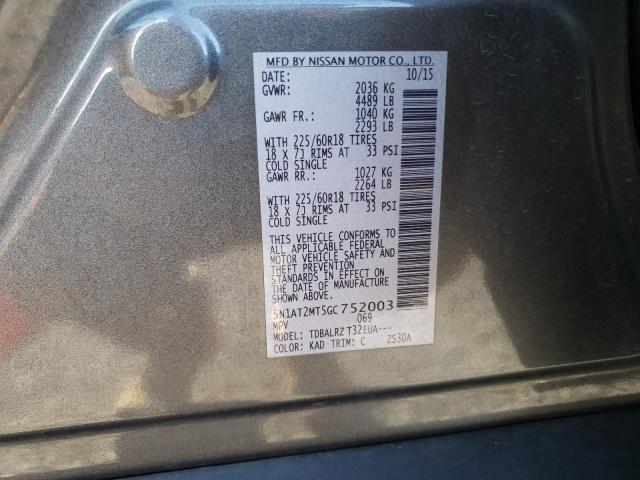 MFD BY NISSAN MOTOR CO., LTD.
DATE: 10/15
GVWR: 2036 KG
4489 LB
GAWR FR.: 1040 KG
2293 LB
WITH 225/60R18 TIRES
18 X 7J RIMS AT 33 PSI
COLD SINGLE
GAWR RR.: 1027 KG
2264 LB
WITH 225/60R18 TIRES
18 X 7J RIMS AT 33 PSI
COLD SINGLE
THIS VEHICLE CONFORMS TO
ALL APPLICABLE FEDERAL
MOTOR VEHICLE SAFETY AND
THEFT PREVENTION
STANDARDS IN EFFECT ON
THE DATE OF MANUFACTURE
SHOWN ABOVE.
5N1AT2MT5GC752003
MPV 069
MODEL: TDBALRZ T32EUA---
COLOR: KAD TRIM: C ZS30A